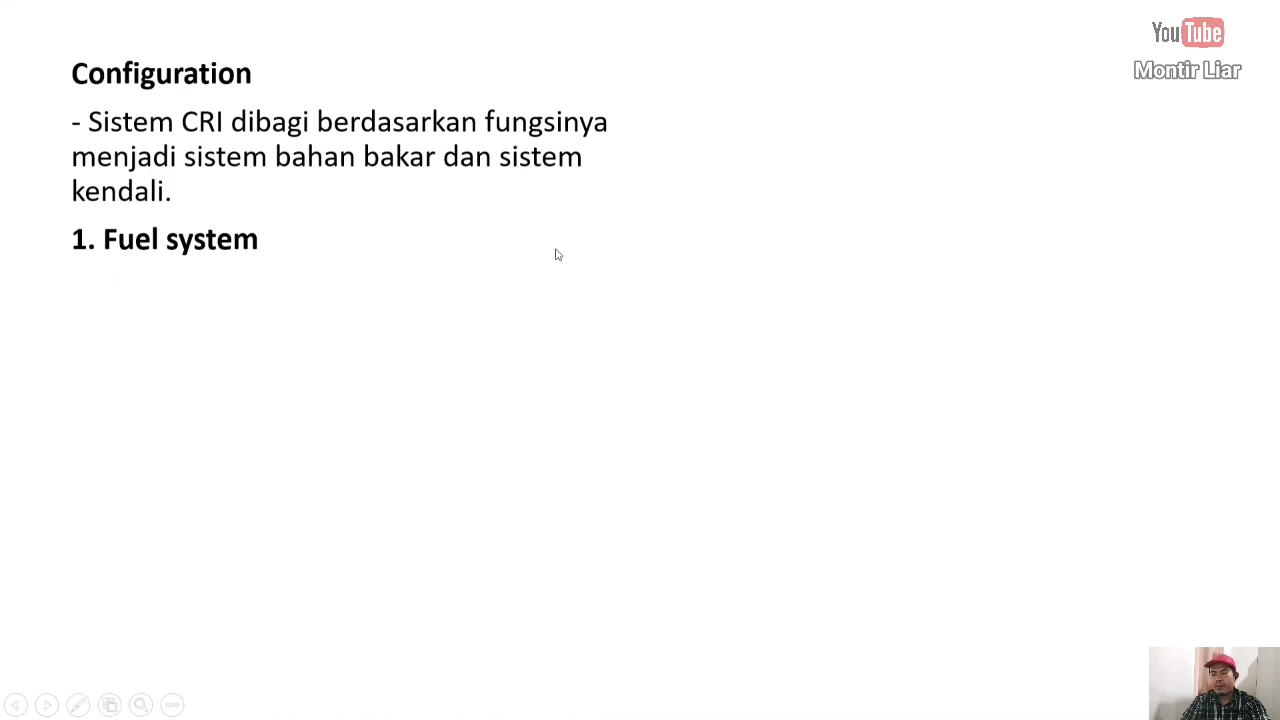 YouTube
Montir Liar
Configuration
- Sistem CRI dibagi berdasarkan fungsinya
menjadi sistem bahan bakar dan sistem
kendali.
1. Fuel system